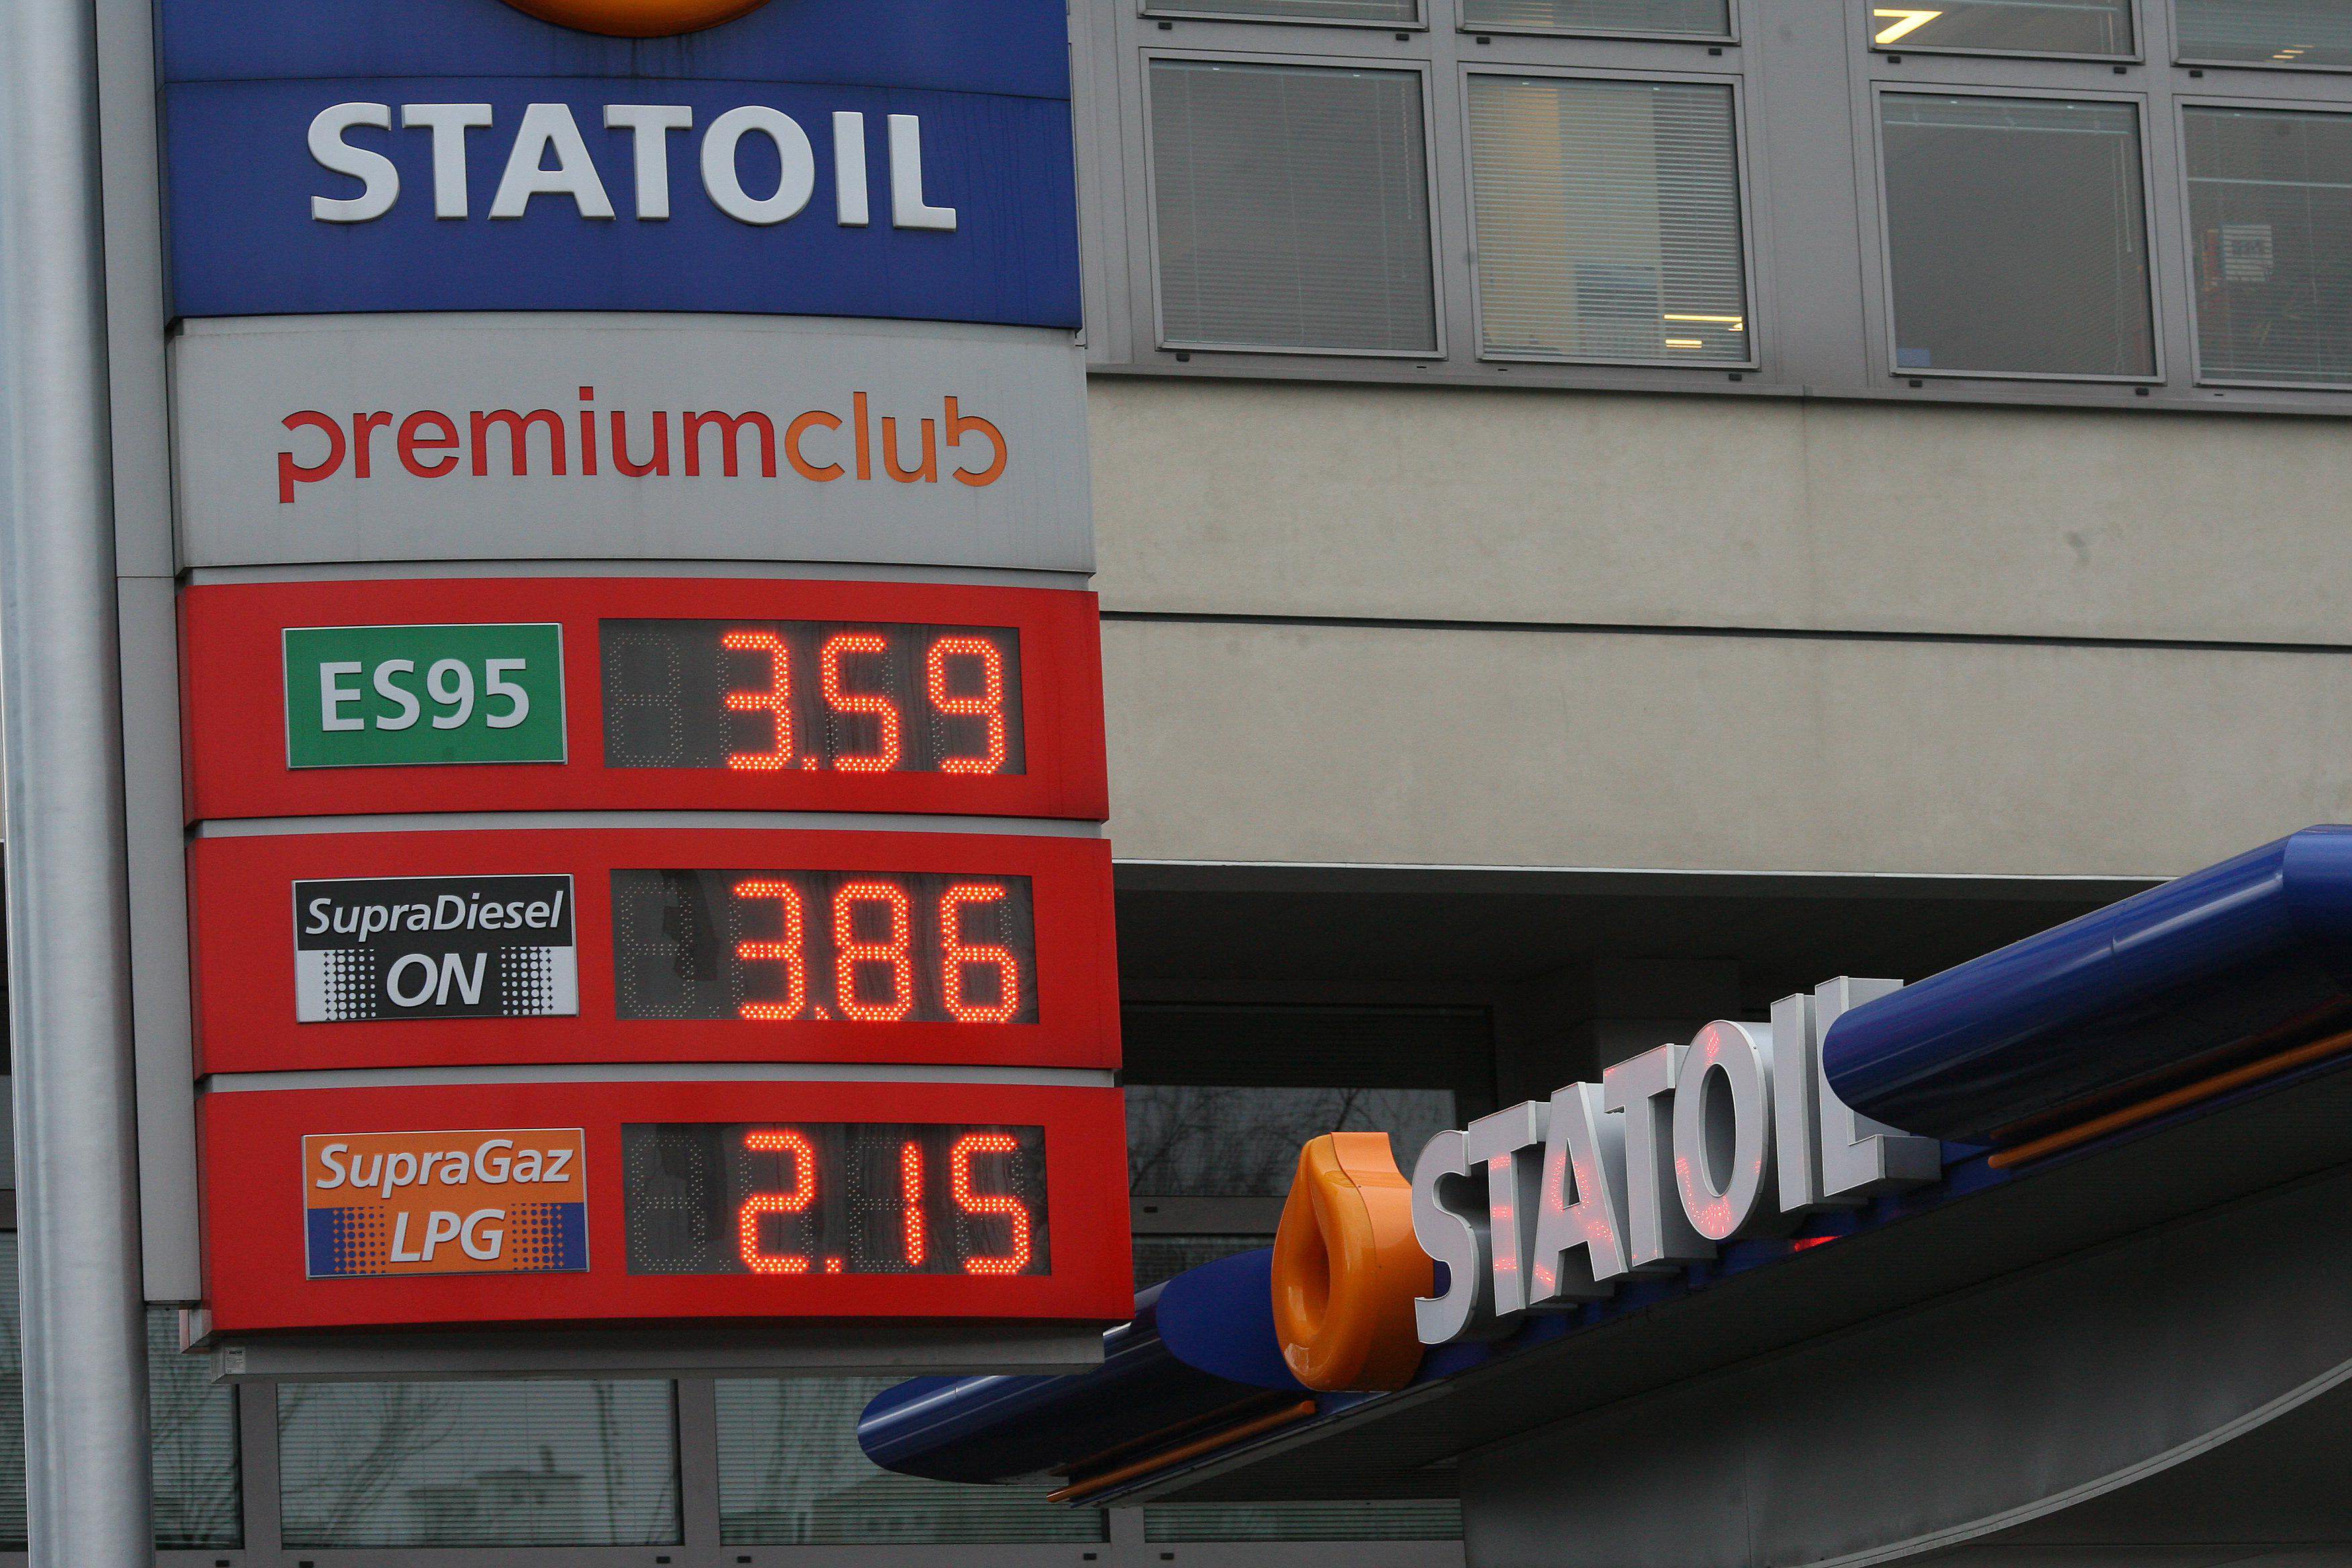 STATOIL
premiumclub
ES95 3.59
SupraDiesel
ON 3.86
SupraGaz
LPG 2.15
STATOIL